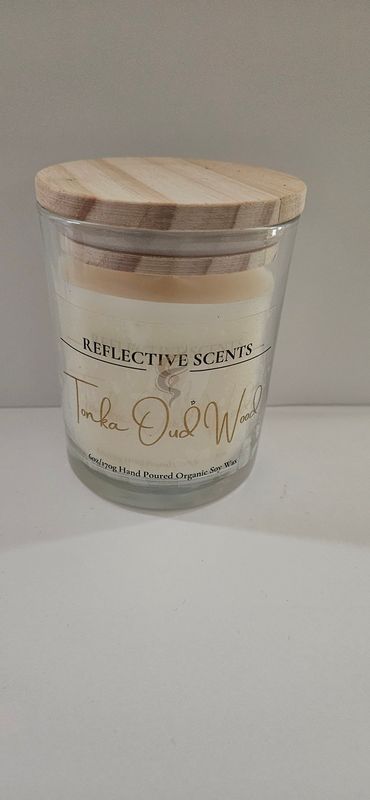 REFLECTIVE SCENTS
Tonka Oud Wood
6oz/170g Hand Poured Organic Soy Wax